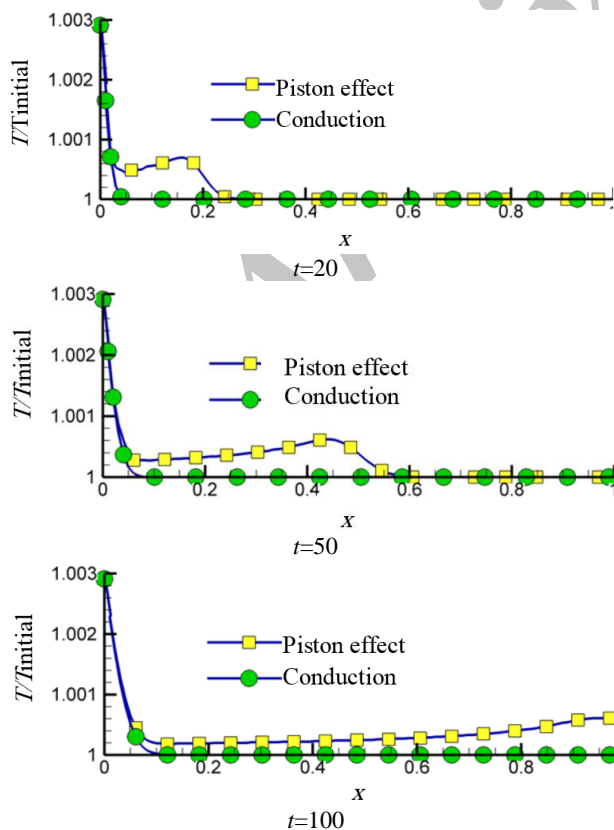 1.003
1.002
1.001
1
T/Tinitial
Piston effect
Conduction
0 0.2 0.4 0.6 0.8
x
t=20
1.003
1.002
1.001
1
T/Tinitial
Piston effect
Conduction
0 0.2 0.4 0.6 0.8 1
x
t=50
1.003
1.002
1.001
1
T/Tinitial
Piston effect
Conduction
0 0.2 0.4 0.6 0.8
x
t=100